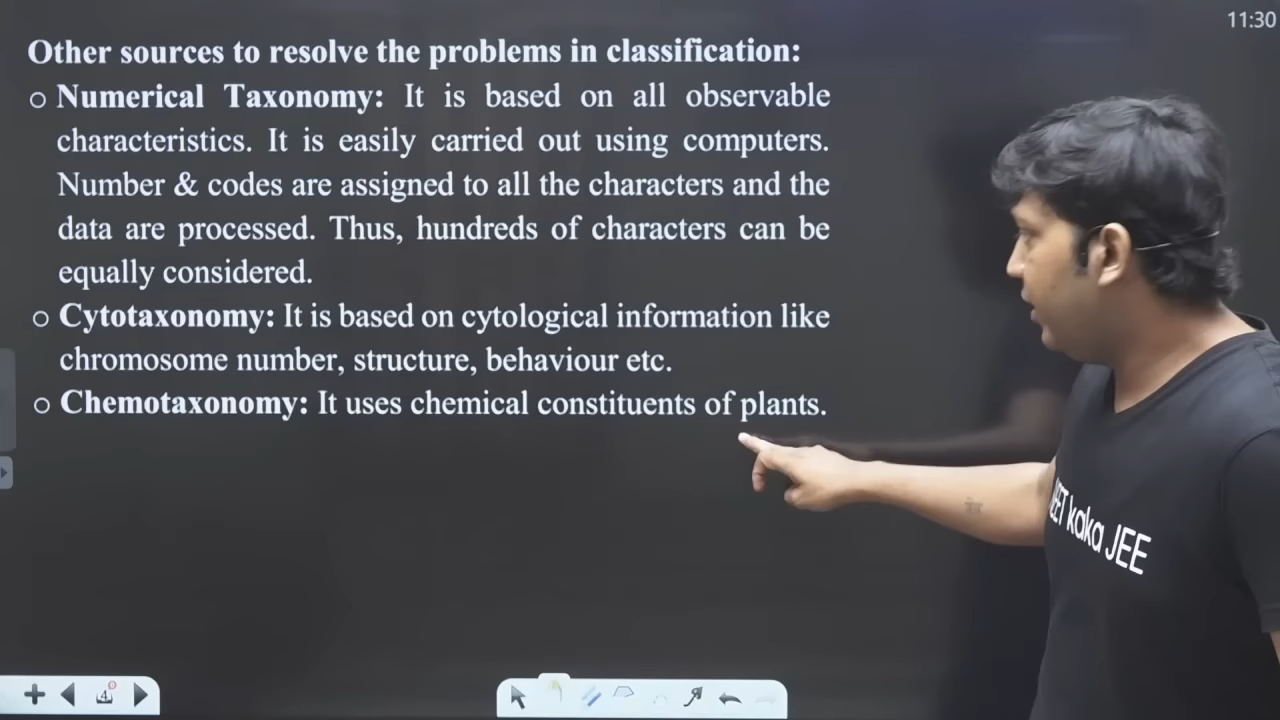 11:30
Other sources to resolve the problems in classification:
o Numerical Taxonomy: It is based on all observable
characteristics. It is easily carried out using computers.
Number & codes are assigned to all the characters and the
data are processed. Thus, hundreds of characters can be
equally considered.
o Cytotaxonomy: It is based on cytological information like
chromosome number, structure, behaviour etc.
o Chemotaxonomy: It uses chemical constituents of plants.
kaka JEE
4